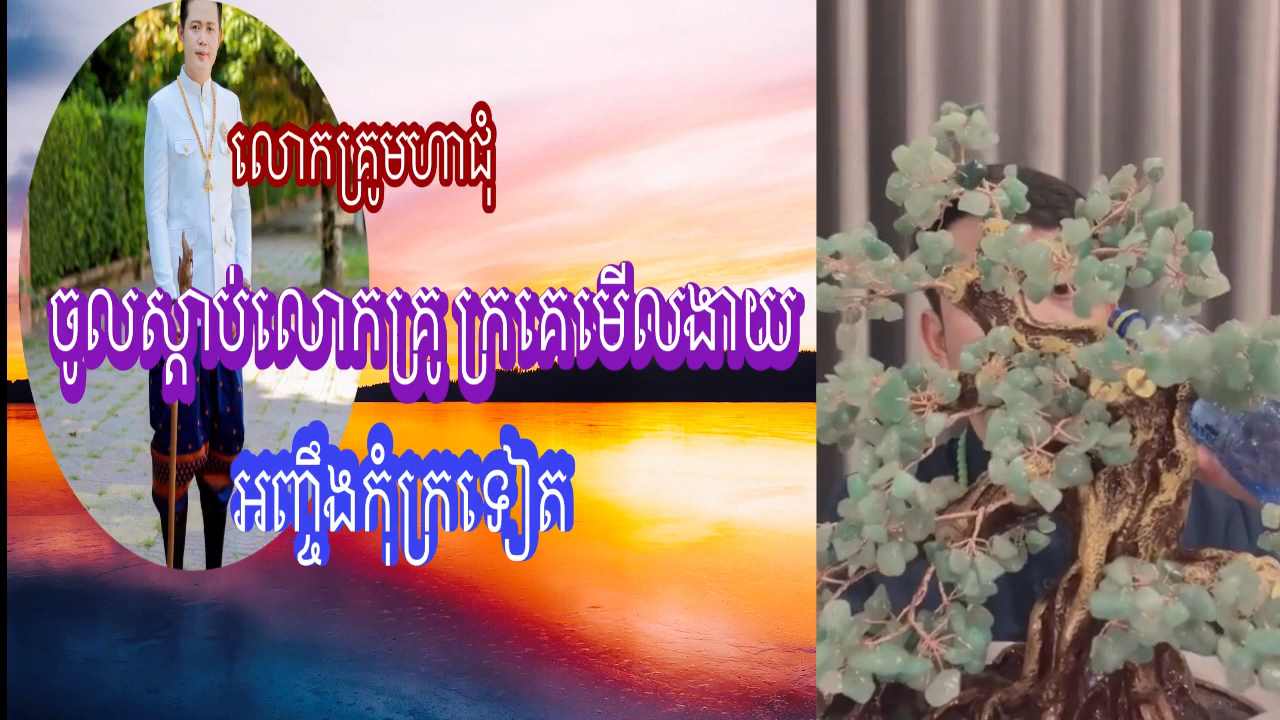 លោកគ្រូមហាជុំ
ចូលស្ដាប់លោកគ្រូ ក្រគេមើលងាយ
អញ្ចឹងកុំក្រទៀត